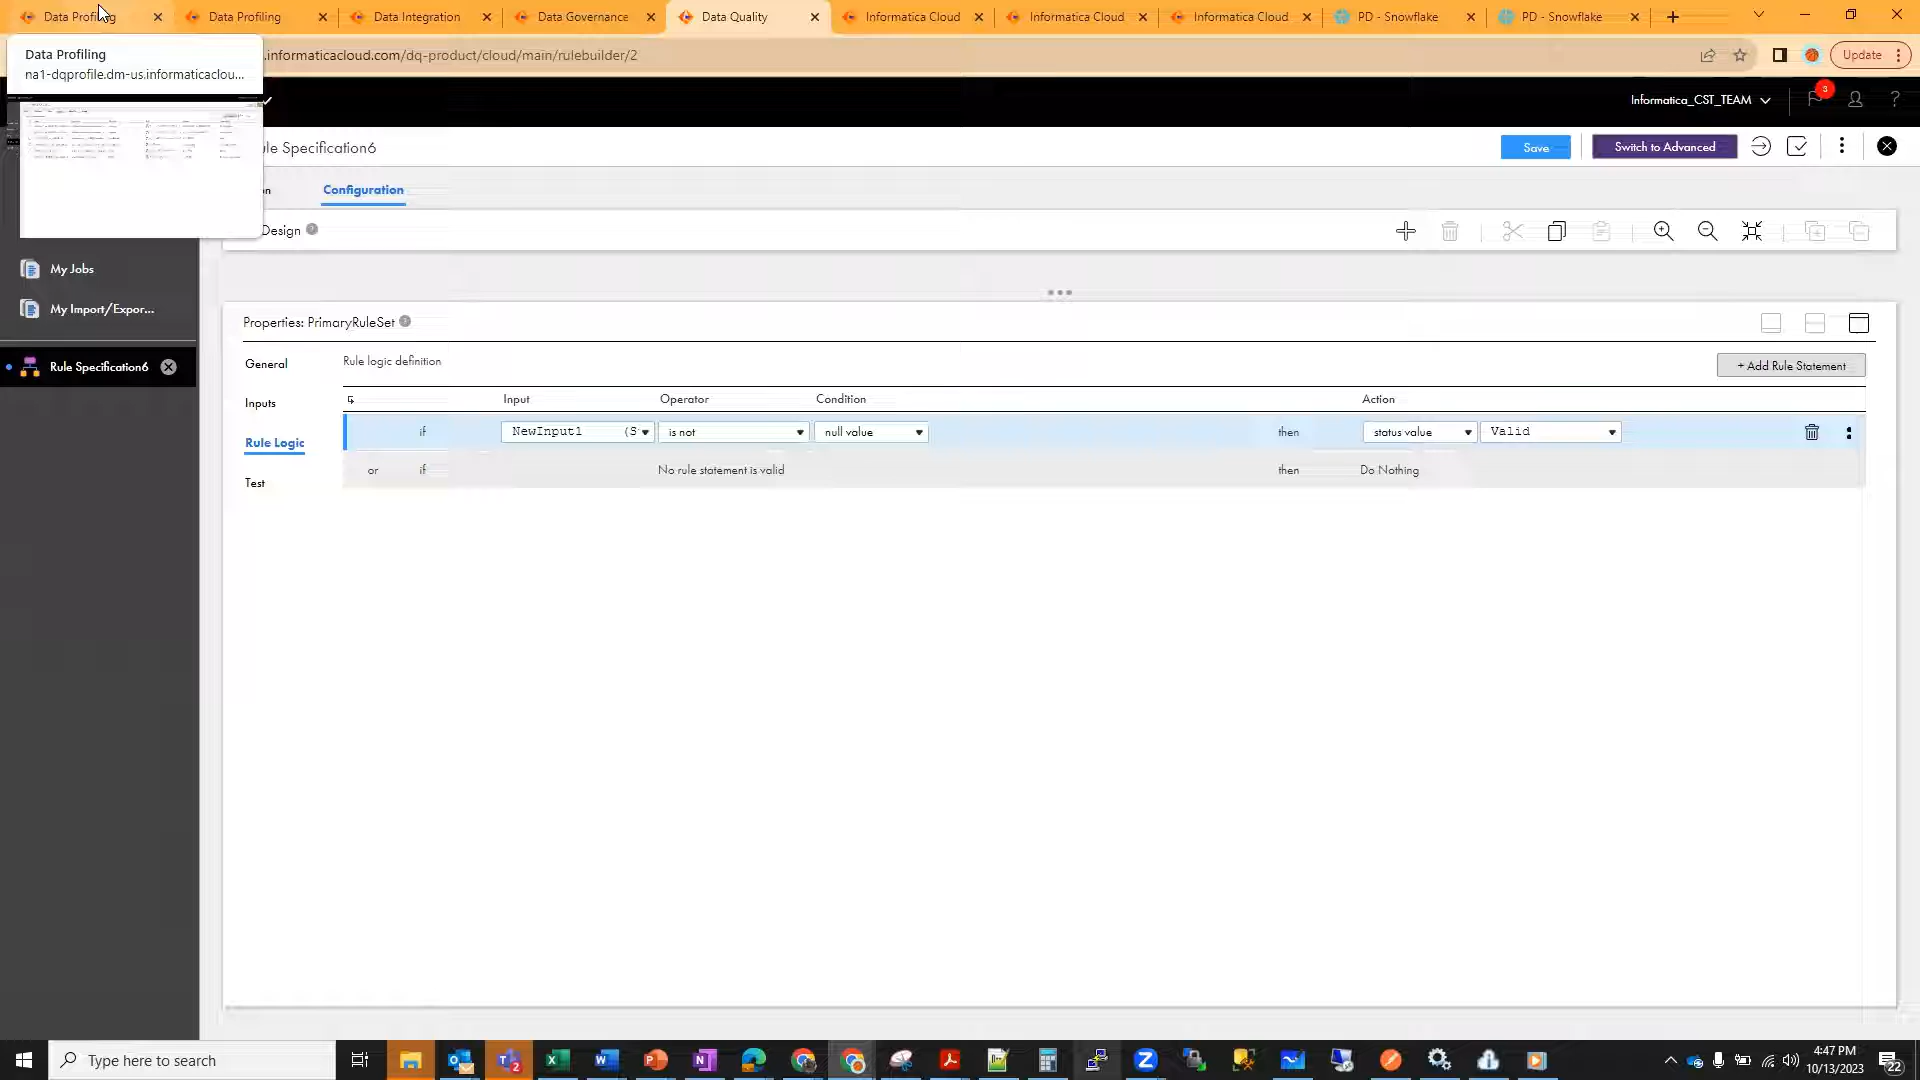 Data Profiling
Data Profiling
Data Integration
Data Governance
Data Quality
Informatica Cloud
Informatica Cloud
Informatica Cloud
PD - Snowflake
PD - Snowflake
Data Profiling
na1-dqprofile.dm-us.informaticaclou...
.informaticacloud.com/dq-product/cloud/main/rulebuilder/2
Update
Informatica_CST_TEAM
3
?
ule Specification6
Save
Switch to Advanced
n
Configuration
Design
My Jobs
My Import/Expor...
Rule Specification6
Properties: PrimaryRuleSet
General
Inputs
Rule Logic
Test
Rule logic definition
+ Add Rule Statement
Input
Operator
Condition
Action
if
NewInput1 (S
is not
null value
then
status value
Valid
or
if
No rule statement is valid
then
Do Nothing
Type here to search
4:47 PM
10/13/2023
22